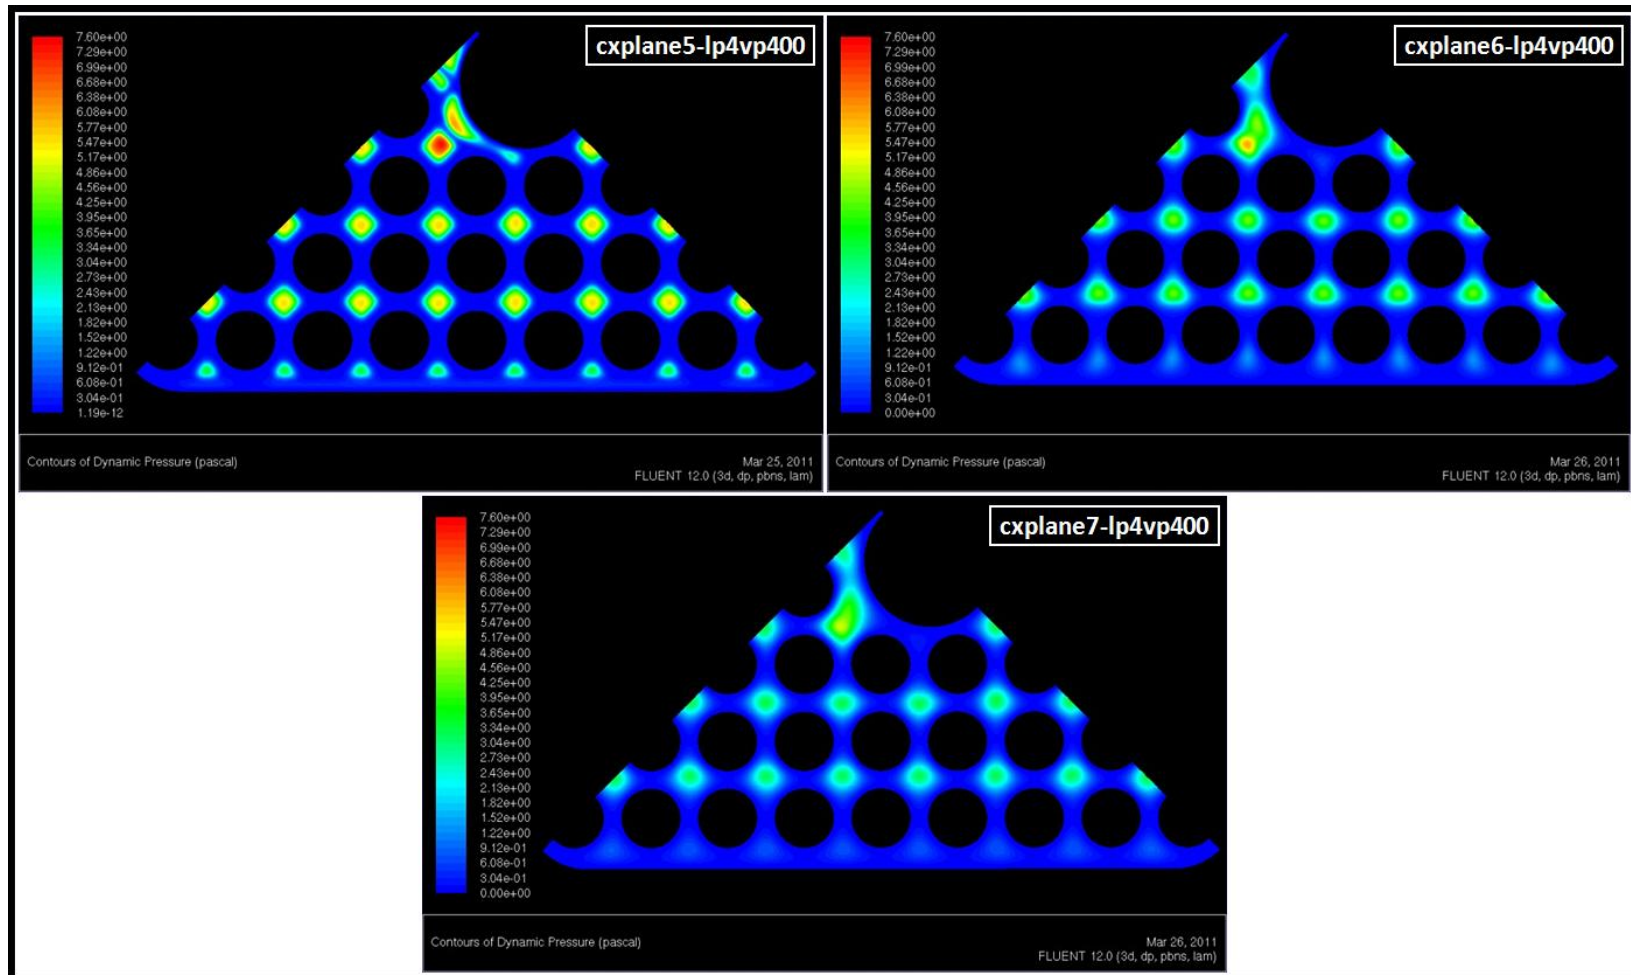 cxplane5-lp4vp400
7.60e+00
7.29e+00
6.99e+00
6.68e+00
6.38e+00
6.08e+00
5.77e+00
5.47e+00
5.17e+00
4.86e+00
4.56e+00
4.25e+00
3.95e+00
3.65e+00
3.34e+00
3.04e+00
2.73e+00
2.43e+00
2.13e+00
1.82e+00
1.52e+00
1.22e+00
9.12e-01
6.08e-01
3.04e-01
1.19e-12
Contours of Dynamic Pressure (pascal)
Mar 25, 2011
FLUENT 12.0 (3d, dp, pbns, lam)
cxplane6-lp4vp400
7.60e+00
7.29e+00
6.99e+00
6.68e+00
6.38e+00
6.08e+00
5.77e+00
5.47e+00
5.17e+00
4.86e+00
4.56e+00
4.25e+00
3.95e+00
3.65e+00
3.34e+00
3.04e+00
2.73e+00
2.43e+00
2.13e+00
1.82e+00
1.52e+00
1.22e+00
9.12e-01
6.08e-01
3.04e-01
0.00e+00
Contours of Dynamic Pressure (pascal)
Mar 26, 2011
FLUENT 12.0 (3d, dp, pbns, lam)
cxplane7-lp4vp400
7.60e+00
7.29e+00
6.99e+00
6.68e+00
6.38e+00
6.08e+00
5.77e+00
5.47e+00
5.17e+00
4.86e+00
4.56e+00
4.25e+00
3.95e+00
3.65e+00
3.34e+00
3.04e+00
2.73e+00
2.43e+00
2.13e+00
1.82e+00
1.52e+00
1.22e+00
9.12e-01
6.08e-01
3.04e-01
0.00e+00
Contours of Dynamic Pressure (pascal)
Mar 26, 2011
FLUENT 12.0 (3d, dp, pbns, lam)